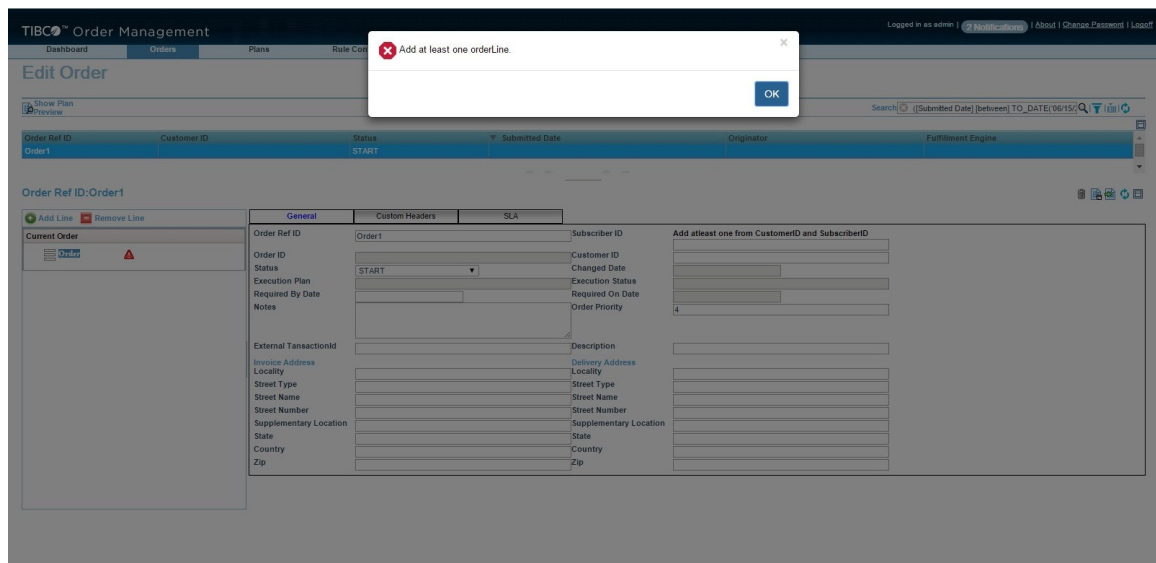 TIBCO™ Order Management
Logged in as admin | 2 Notifications | About | Change Password | Logoff
Dashboard Orders Plans Rule Con
Add at least one orderLine.
×
OK
Edit Order
Show Plan
Preview
Search ([Submitted Date] [between] TO_DATE('06/15/
Order Ref ID Customer ID Status Submitted Date Originator Fulfillment Engine
Order1 START
Order Ref ID:Order1
Add Line Remove Line
General Custom Headers SLA
Current Order
Order
Order Ref ID Order1 Subscriber ID Add atleast one from CustomerID and SubscriberID
Order ID Customer ID
Status START Changed Date
Execution Plan Execution Status
Required By Date Required On Date
Notes Order Priority 4
External TansactionId Description
Invoice Address Delivery Address
Locality Locality
Street Type Street Type
Street Name Street Name
Street Number Street Number
Supplementary Location Supplementary Location
State State
Country Country
Zip Zip